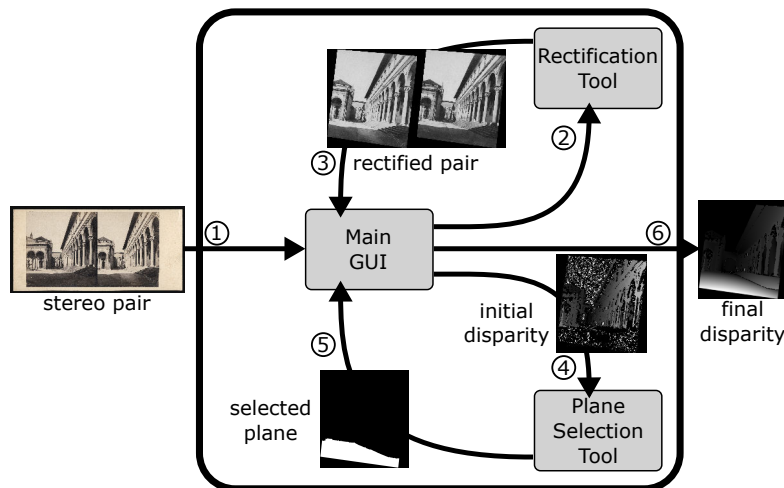 Rectification
Tool
②
③
rectified pair
①
⑥
Main
GUI
stereo pair
initial
disparity
final
disparity
⑤
④
selected
plane
Plane
Selection
Tool